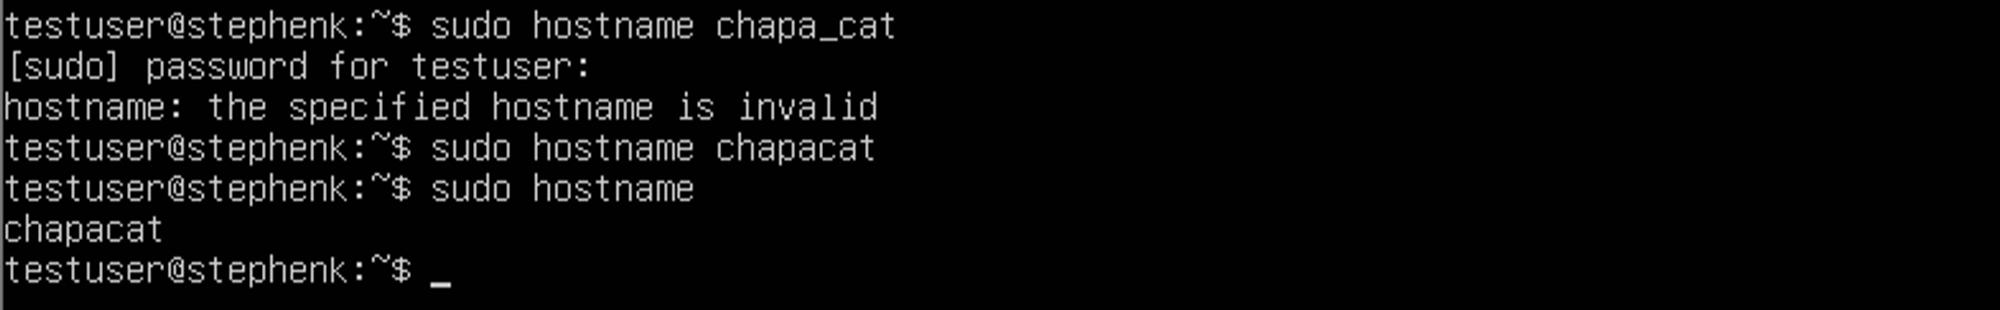 testuser@stephenk:~$ sudo hostname chapa_cat
[sudo] password for testuser:
hostname: the specified hostname is invalid
testuser@stephenk:~$ sudo hostname chapacat
testuser@stephenk:~$ sudo hostname
chapacat
testuser@stephenk:~$ _